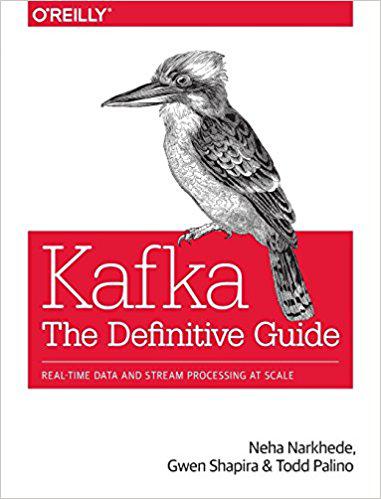 O'REILLY®
Kafka
The Definitive Guide
REAL-TIME DATA AND STREAM PROCESSING AT SCALE
Neha Narkhede,
Gwen Shapira & Todd Palino